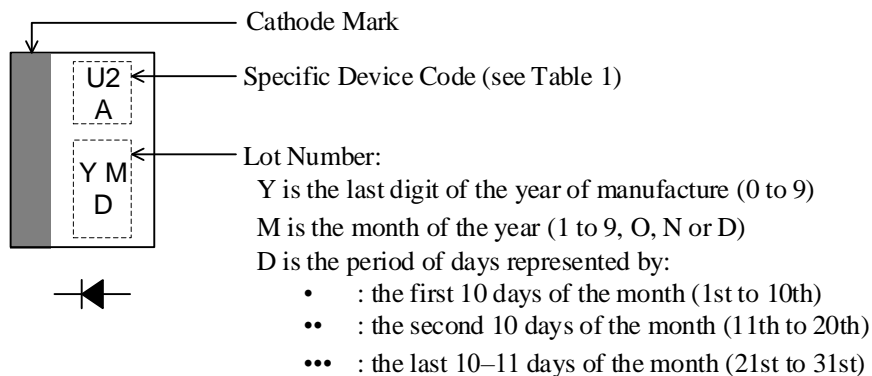 Cathode Mark
U2
A
Specific Device Code (see Table 1)
Y M
D
Lot Number:
Y is the last digit of the year of manufacture (0 to 9)
M is the month of the year (1 to 9, O, N or D)
D is the period of days represented by:
• : the first 10 days of the month (1st to 10th)
•• : the second 10 days of the month (11th to 20th)
••• : the last 10–11 days of the month (21st to 31st)